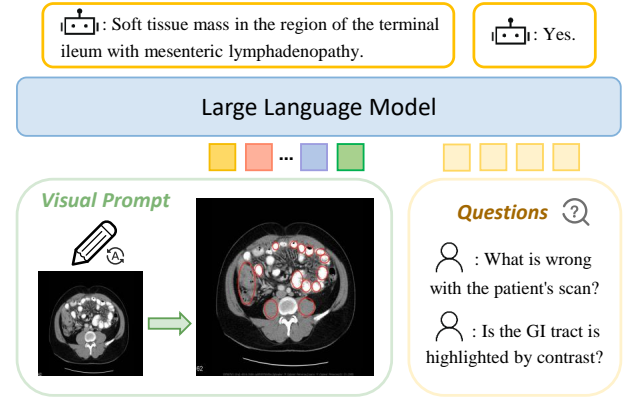 : Soft tissue mass in the region of the terminal
ileum with mesenteric lymphadenopathy.
: Yes.
Large Language Model
...
Visual Prompt
A
62
Questions
?
: What is wrong
with the patient's scan?
: Is the GI tract is
highlighted by contrast?